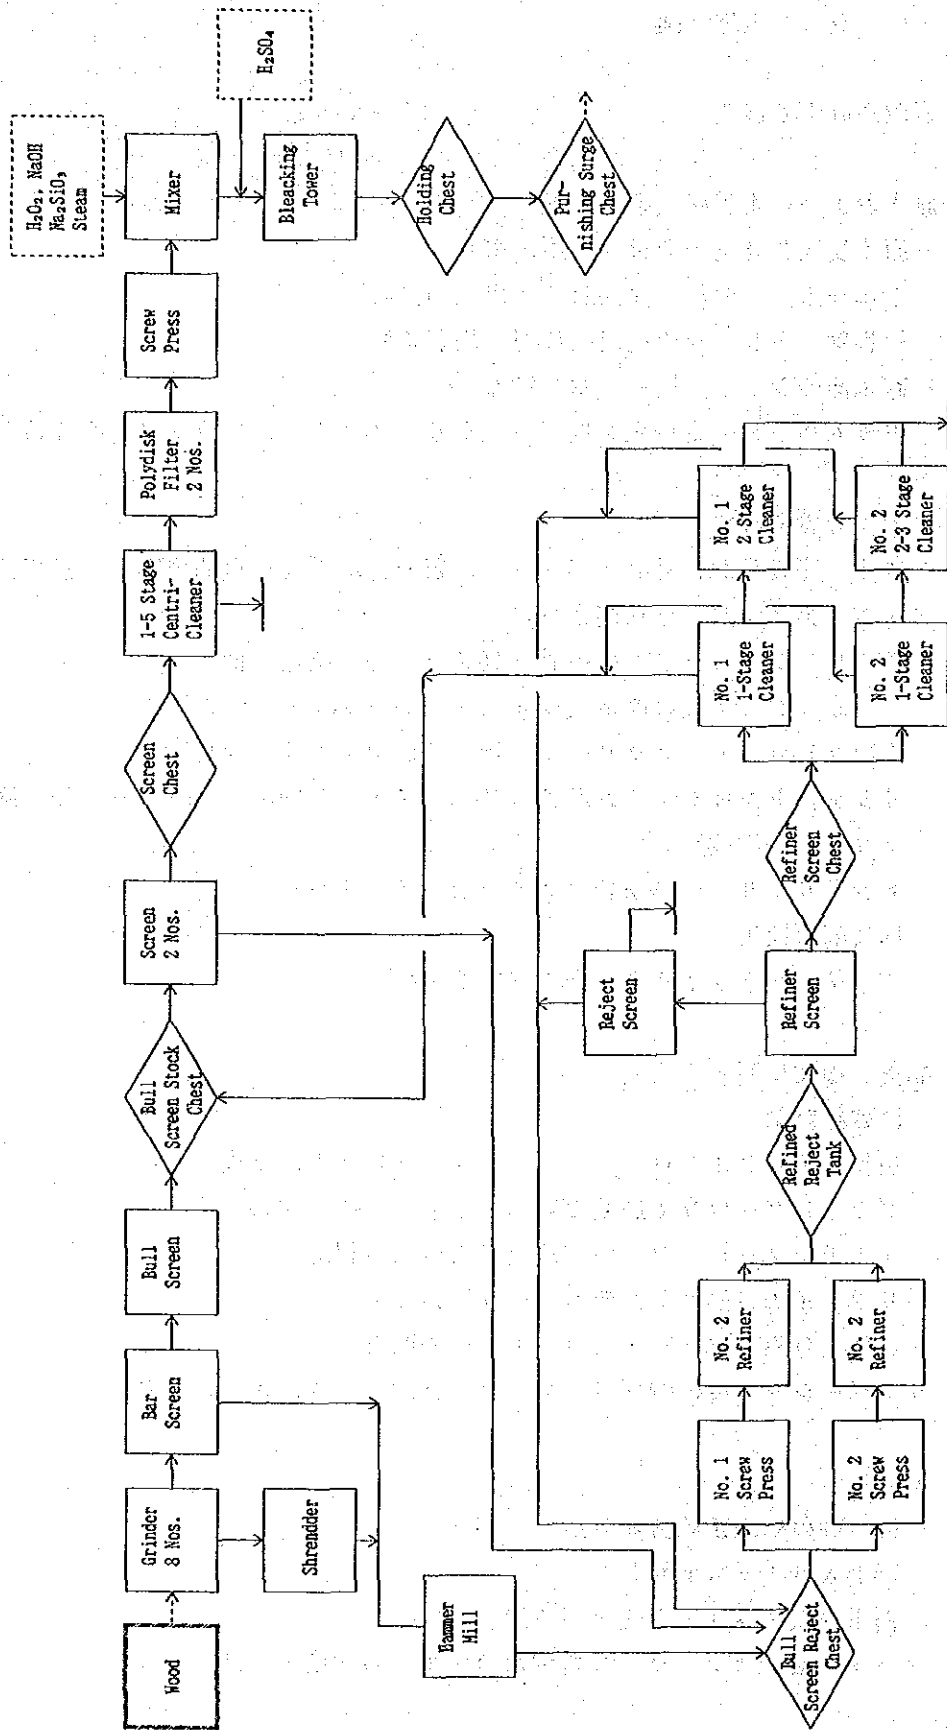 Wood
Grinder
8 Nos.
Bar
Screen
Bull
Screen
Bull
Screen Stock
Chest
Screen
2 Nos.
Screen
Chest
1-5 Stage
Centri-
Cleaner
Polydisk
Filter
2 Nos.
Screw
Press
Mixer
H₂O₂, NaOH
Na₂SiO₃
Steam
H₂SO₄
Bleacking
Tower
Holding
Chest
Pur-
nishing Surge
Chest
Shrendder
Hammer
Mill
Bull
Screen Reject
Chest
No. 1
Screw
Press
No. 2
Refiner
No. 2
Screw
Press
No. 2
Refiner
Refined
Reject
Tank
Refiner
Screen
Reject
Screen
Refiner
Screen
Chest
No. 1
1-Stage
Cleaner
No. 1
2 Stage
Cleaner
No. 2
1-Stage
Cleaner
No. 2
2-3 Stage
Cleaner